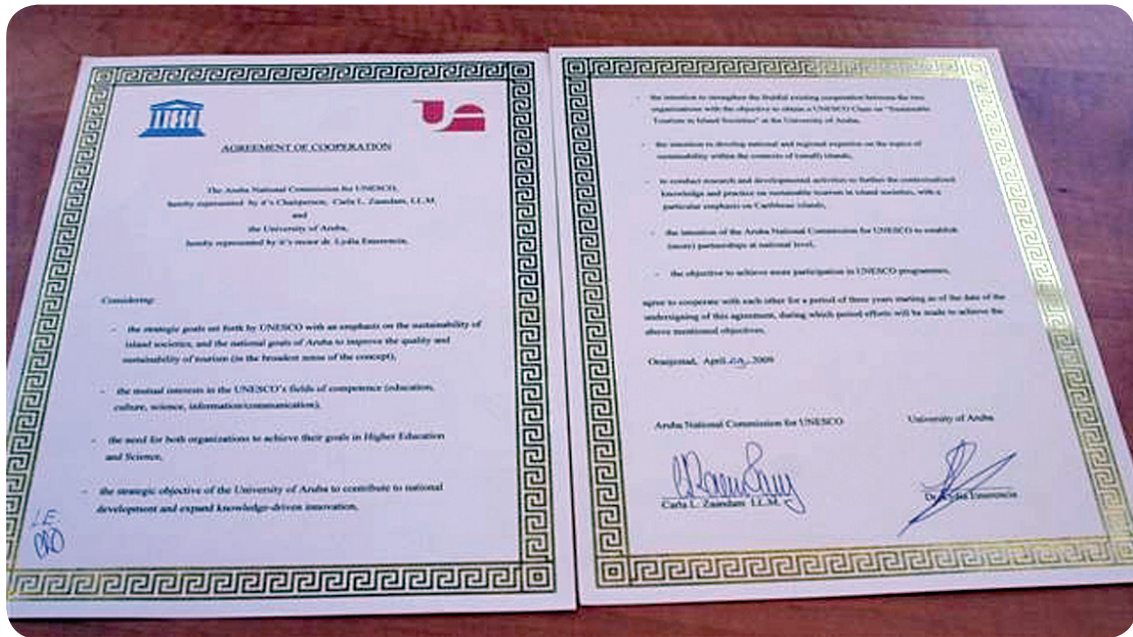 UNESCO
UA
AGREEMENT OF COOPERATION
The Aruba National Commission for UNESCO,
hereby represented by it's Chairperson, Carla L. Zaandam, LL.M.
and
the University of Aruba,
hereby represented by it's rector dr. Lydia Emerencia,
Considering:
- the strategic goals set forth by UNESCO with an emphasis on the sustainability of
island societies, and the national goals of Aruba to improve the quality and
sustainability of tourism (in the broadest sense of the concept),
- the mutual interests in the UNESCO's fields of competence (education,
culture, science, information/communication),
- the need for both organizations to achieve their goals in Higher Education
and Science,
- the strategic objective of the University of Aruba to contribute to national
development and expand knowledge-driven innovation,
LE
- the intention to strengthen the fruitful existing cooperation between the two
organizations with the objective to obtain a UNESCO Chair on "Sustainable
Tourism in Island Societies" at the University of Aruba,
- the intention to develop national and regional expertise on the topics of
sustainability within the contexts of (small) islands,
- to conduct research and developmental activities to further the contextualized
knowledge and practice on sustainable tourism in island societies, with a
particular emphasis on Caribbean islands,
- the intention of the Aruba National Commission for UNESCO to establish
(more) partnerships at national level,
- the objective to achieve more participation in UNESCO programmes,
agree to cooperate with each other for a period of three years starting as of the date of the
undersigning of this agreement, during which period efforts will be made to achieve the
above mentioned objectives.
Oranjestad, April 2009
Aruba National Commission for UNESCO
University of Aruba
Carla L. Zaandam LL.M.
Dr. Lydia Emerencia